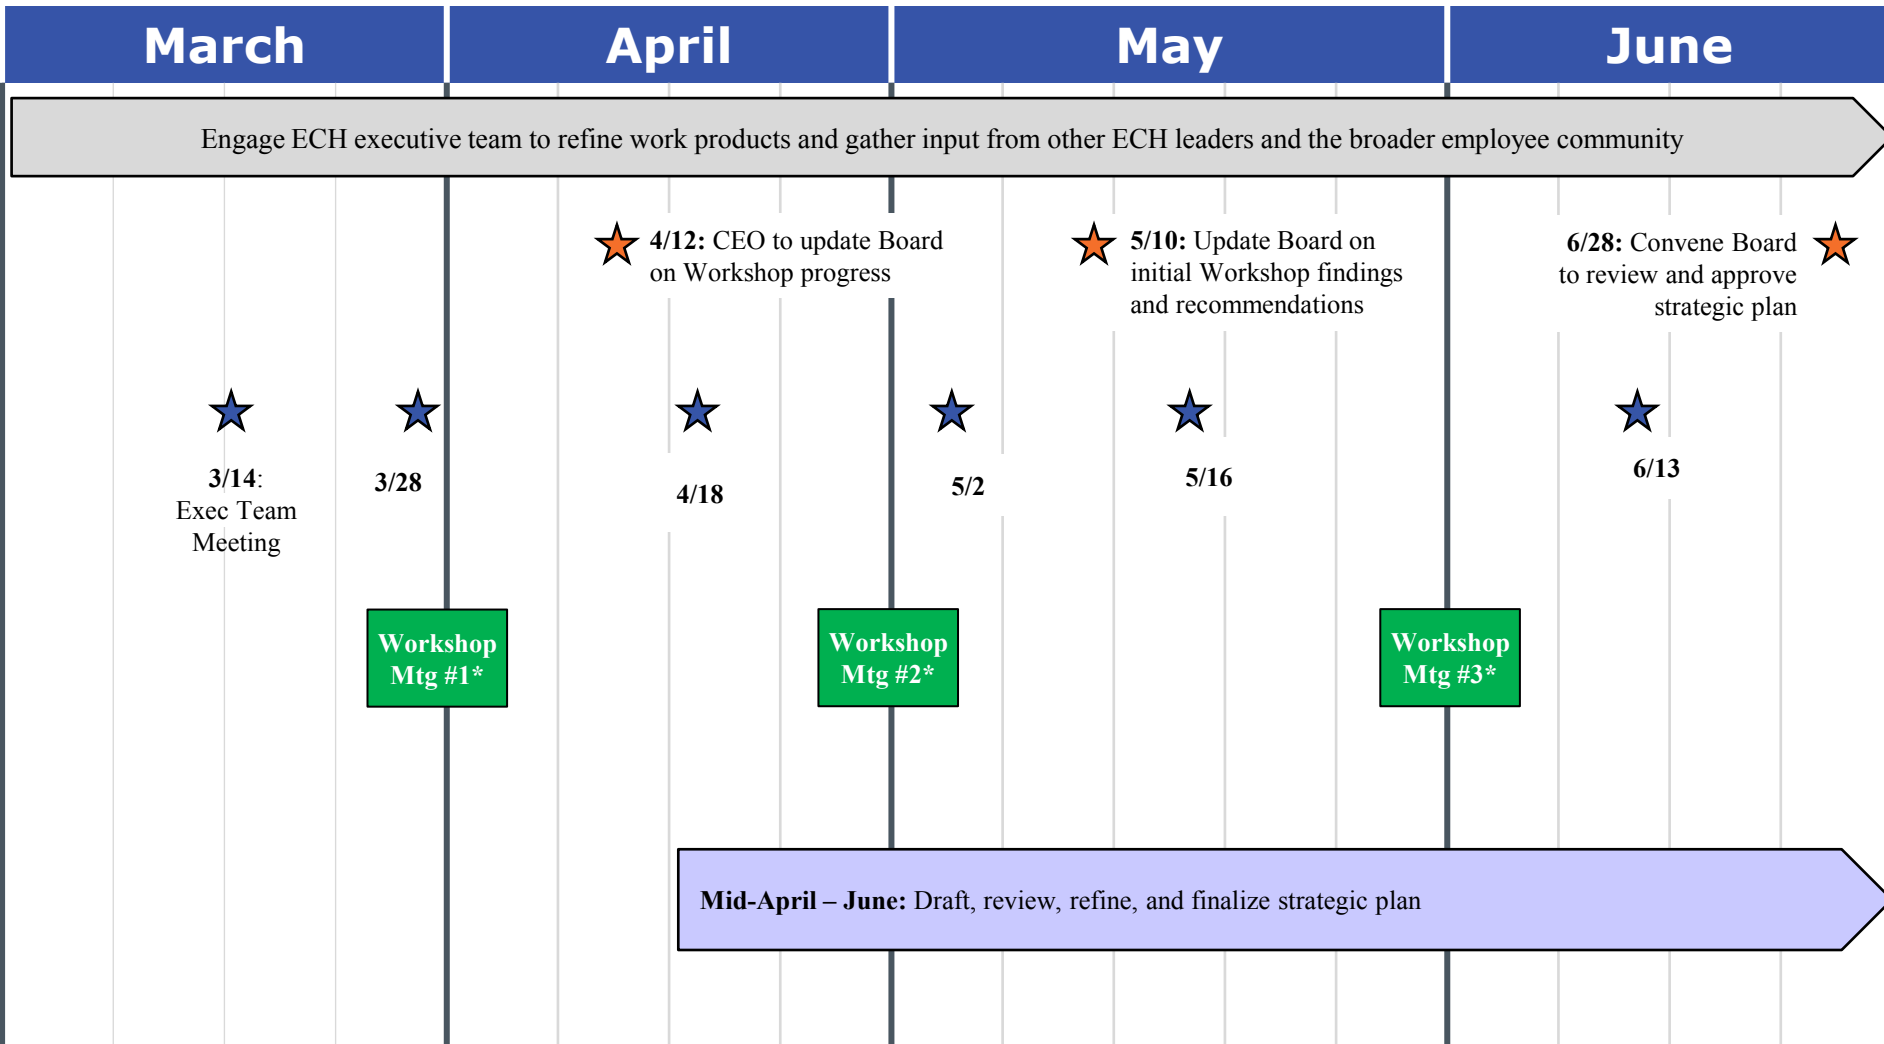 March
April
May
June
Engage ECH executive team to refine work products and gather input from other ECH leaders and the broader employee community
4/12: CEO to update Board
on Workshop progress
5/10: Update Board on
initial Workshop findings
and recommendations
6/28: Convene Board
to review and approve
strategic plan
3/14:
Exec Team
Meeting
3/28
4/18
5/2
5/16
6/13
Workshop
Mtg #1*
Workshop
Mtg #2*
Workshop
Mtg #3*
Mid-April – June: Draft, review, refine, and finalize strategic plan